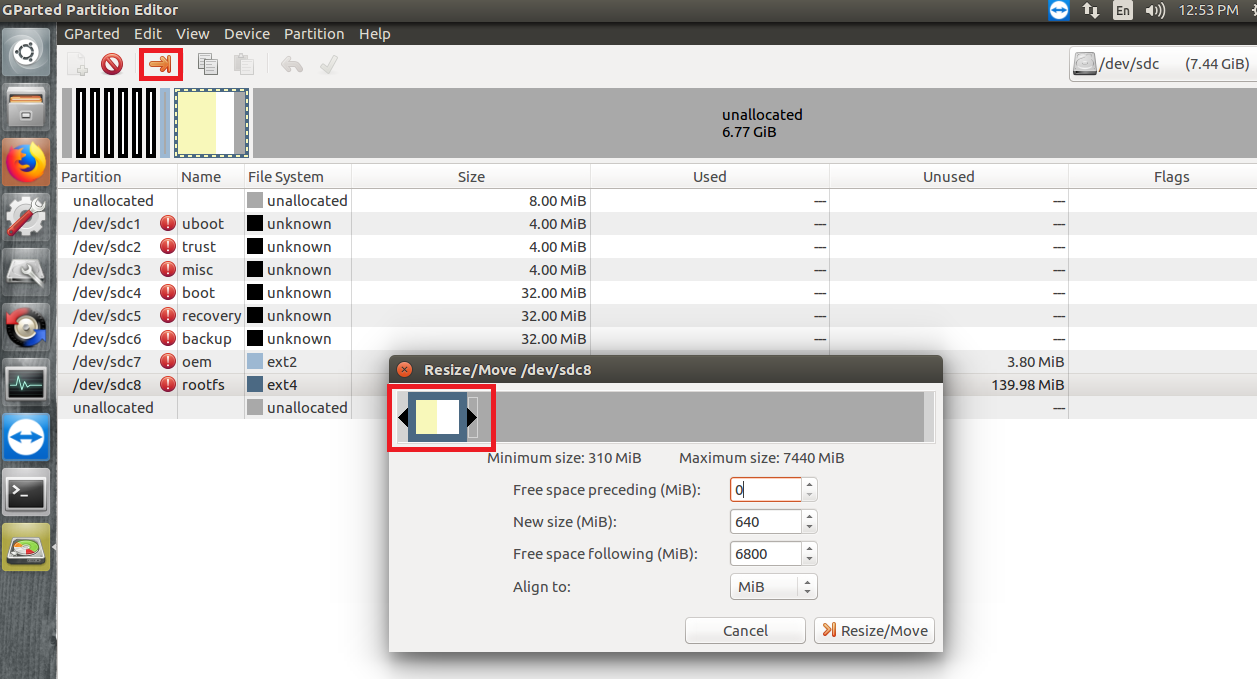 GParted Partition Editor
En 12:53 PM
GParted Edit View Device Partition Help
/dev/sdc (7.44 GiB)
unallocated
6.77 GiB
Partition Name File System Size Used Unused Flags
unallocated unallocated 8.00 MiB --- ---
/dev/sdc1 uboot unknown 4.00 MiB --- ---
/dev/sdc2 trust unknown 4.00 MiB --- ---
/dev/sdc3 misc unknown 4.00 MiB --- ---
/dev/sdc4 boot unknown 32.00 MiB --- ---
/dev/sdc5 recovery unknown 32.00 MiB --- ---
/dev/sdc6 backup unknown 32.00 MiB --- ---
/dev/sdc7 oem ext2 3.80 MiB
/dev/sdc8 rootfs ext4 139.98 MiB
unallocated unallocated ---
Resize/Move /dev/sdc8
Minimum size: 310 MiB Maximum size: 7440 MiB
Free space preceding (MiB): 0
New size (MiB): 640
Free space following (MiB): 6800
Align to: MiB
Cancel Resize/Move